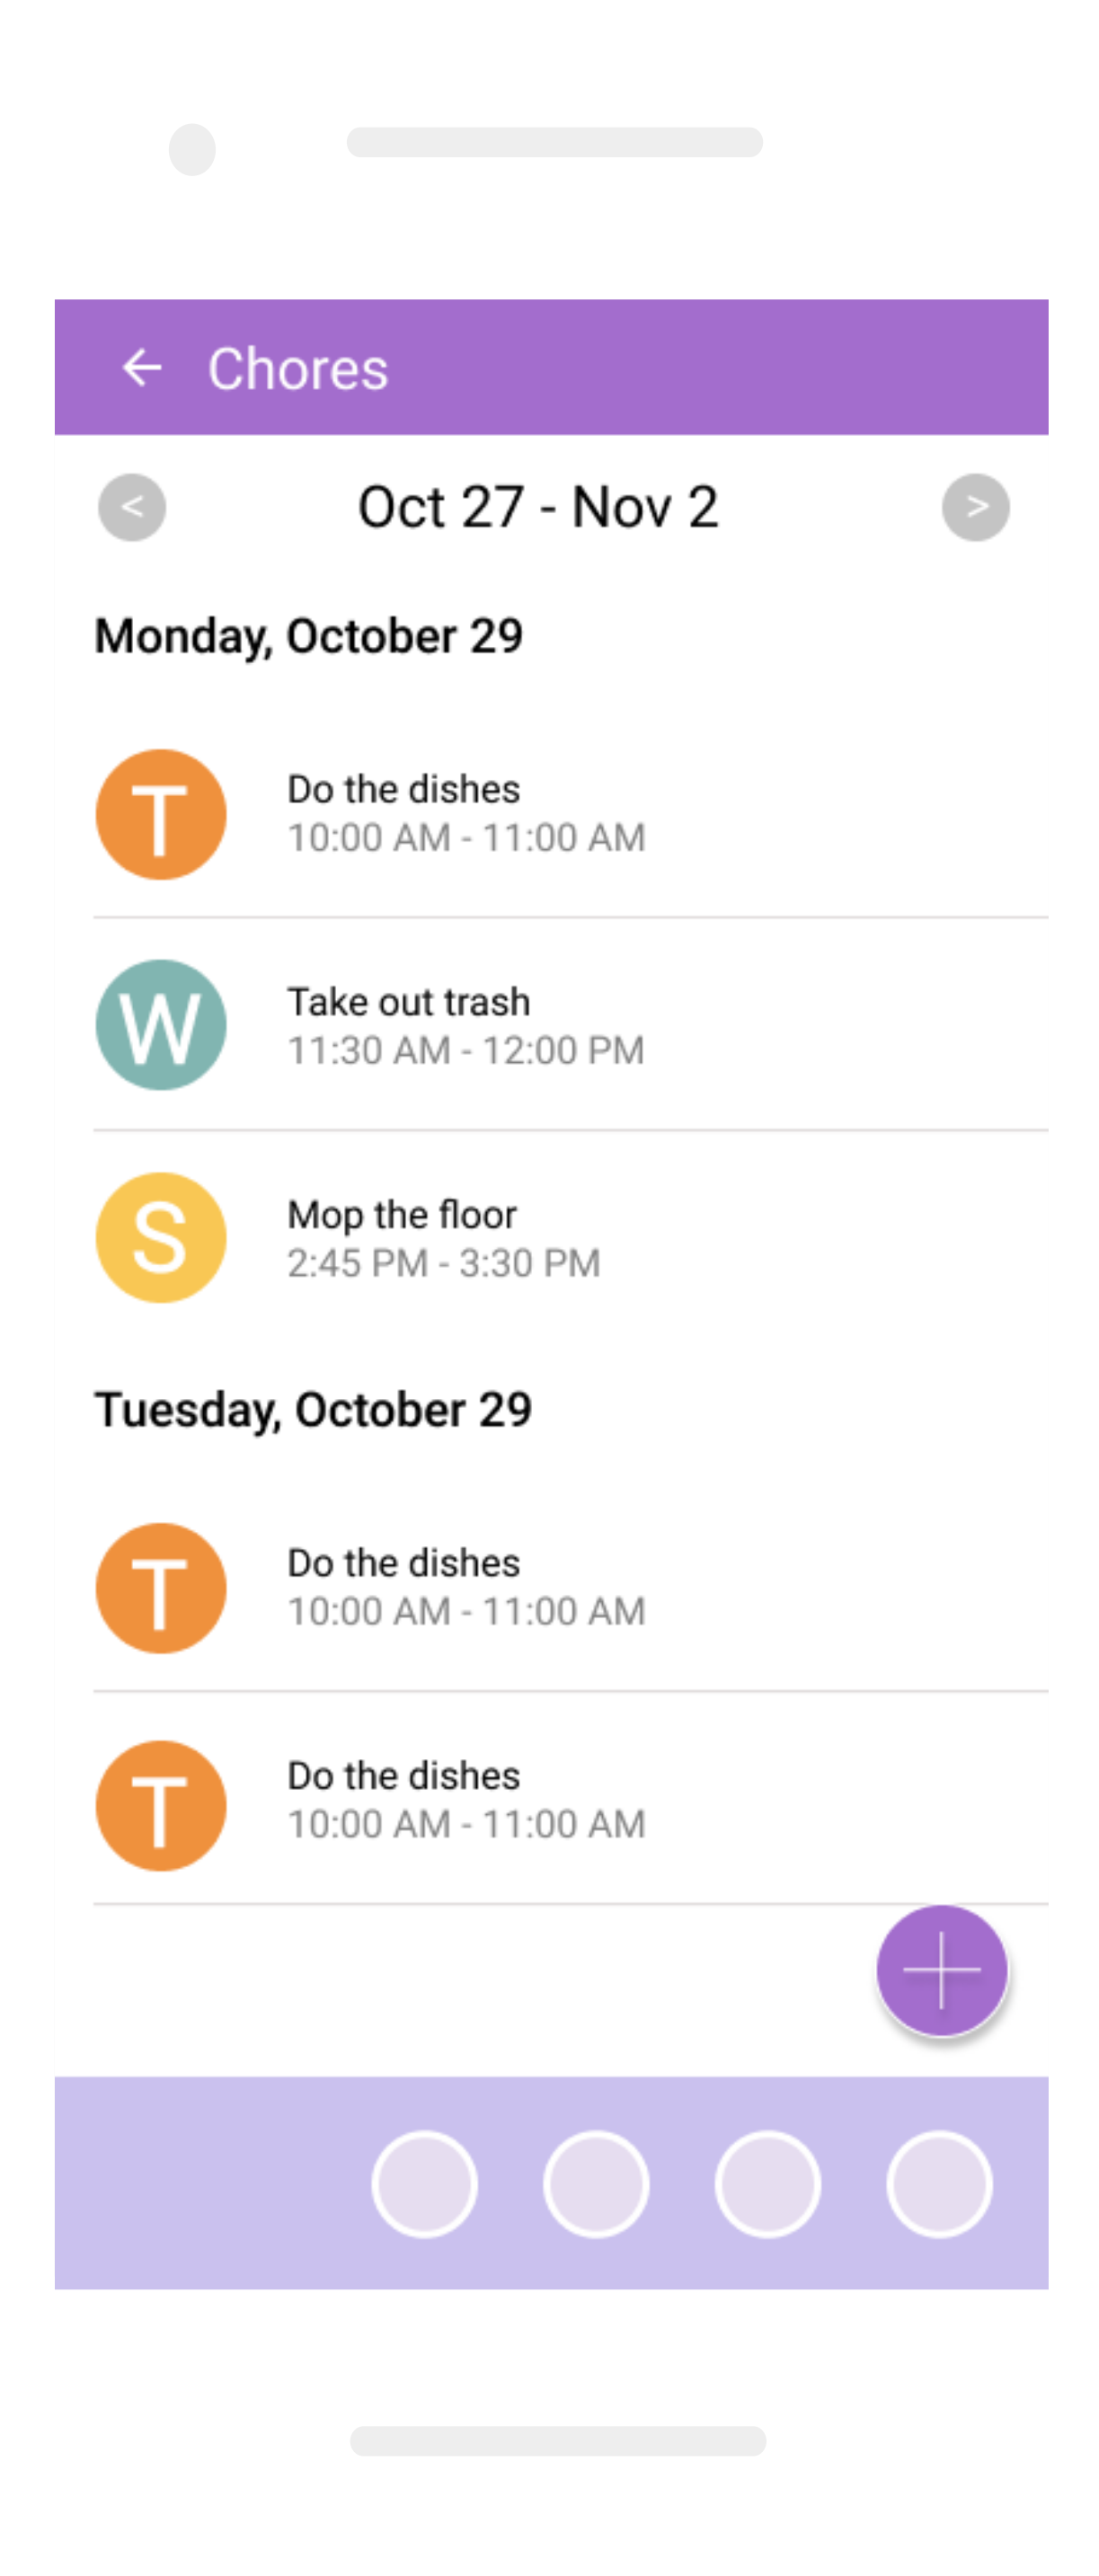 Chores
< Oct 27 - Nov 2 >
Monday, October 29
T
Do the dishes
10:00 AM - 11:00 AM
W
Take out trash
11:30 AM - 12:00 PM
S
Mop the floor
2:45 PM - 3:30 PM
Tuesday, October 29
T
Do the dishes
10:00 AM - 11:00 AM
T
Do the dishes
10:00 AM - 11:00 AM